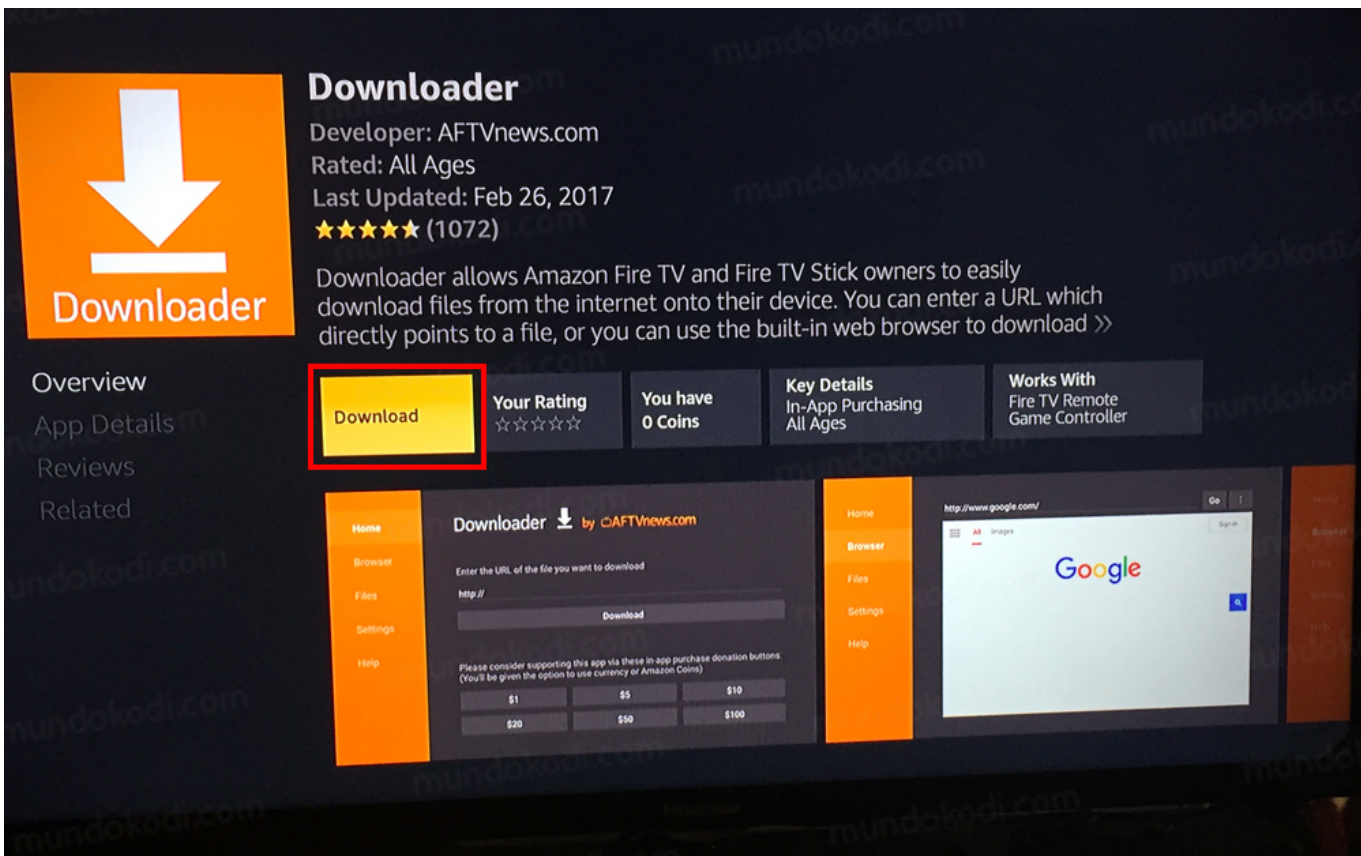 Downloader
Developer: AFTVnews.com
Rated: All Ages
Last Updated: Feb 26, 2017
(1072)
Downloader allows Amazon Fire TV and Fire TV Stick owners to easily
download files from the internet onto their device. You can enter a URL which
directly points to a file, or you can use the built-in web browser to download »
Downloader
Overview
App Details
Reviews
Related
Download
Your Rating
You have
0 Coins
Key Details
In-App Purchasing
All Ages
Works With
Fire TV Remote
Game Controller
Home
Browser
Files
Settings
Help
Downloader by AFTVnews.com
Enter the URL of the file you want to download
http://
Download
Please consider supporting this app via these in-app purchase donation buttons:
(You'll be given the option to use currency or Amazon Coins)
$1 $5 $10
$20 $50 $100
Home
Browser
Files
Settings
Help
http://www.google.com/ Go
All Images Sign in
Google
Home
Browser
Files
Settings
Help
Hisense
mundokodi.com